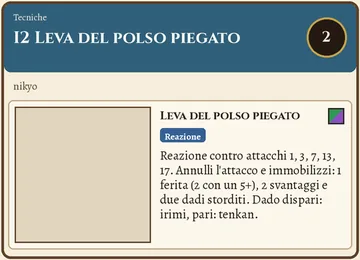 Tecniche
I2 Leva del polso piegato
2
nikyo
Leva del polso piegato
Reazione
Reazione contro attacchi 1, 3, 7, 13,
17. Annulli l'attacco e immobilizzi: 1
ferita (2 con un 5+), 2 svantaggi e
due dadi storditi. Dado dispari:
irimi, pari: tenkan.